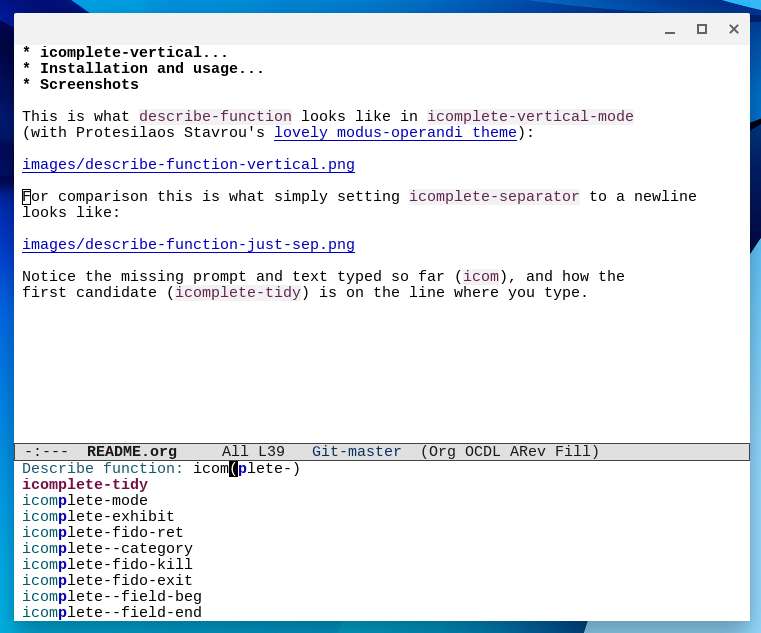 * icomplete-vertical...
* Installation and usage...
* Screenshots
This is what describe-function looks like in icomplete-vertical-mode
(with Protesilaos Stavrou's lovely modus-operandi theme):
images/describe-function-vertical.png
For comparison this is what simply setting icomplete-separator to a newline
looks like:
images/describe-function-just-sep.png
Notice the missing prompt and text typed so far (icom), and how the
first candidate (icomplete-tidy) is on the line where you type.
-:--- README.org All L39 Git-master (Org OCDL ARev Fill)
Describe function: icom(plete-)
icomplete-tidy
icomplete-mode
icomplete-exhibit
icomplete-fido-ret
icomplete--category
icomplete-fido-kill
icomplete-fido-exit
icomplete--field-beg
icomplete--field-end